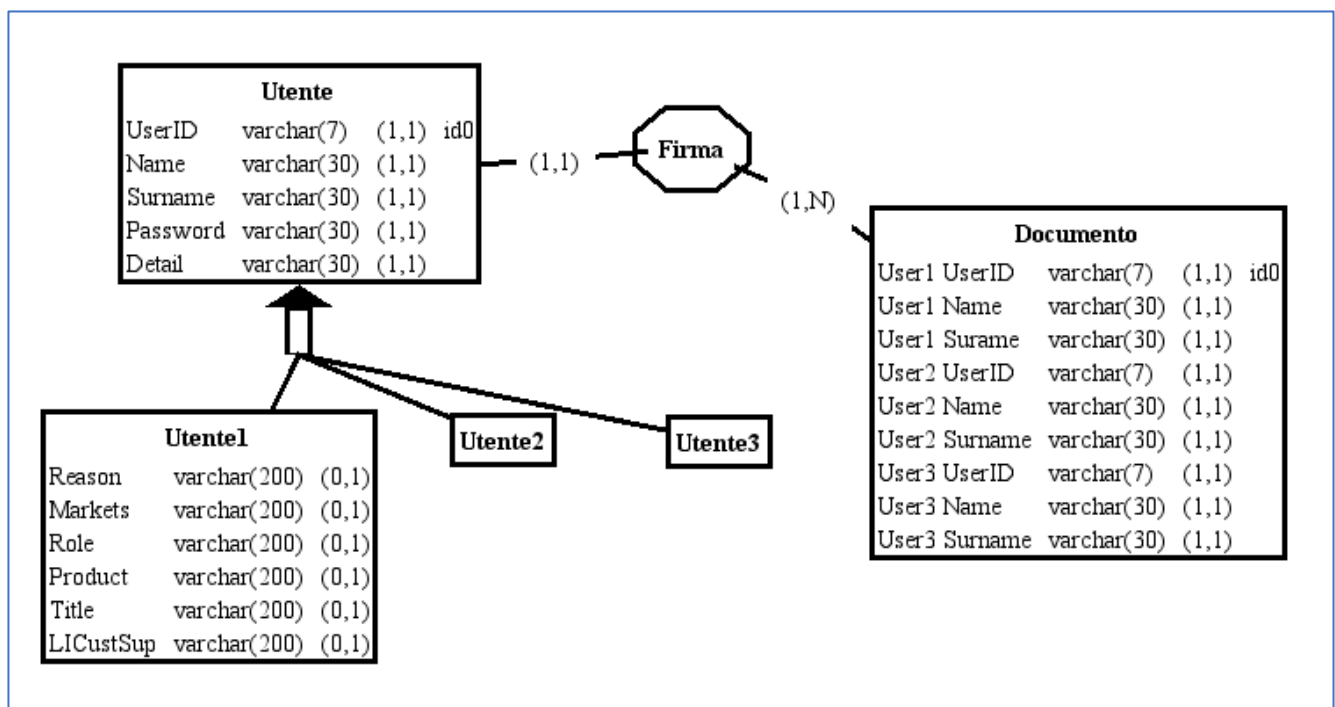 Utente
UserID varchar(7) (1,1) id0
Name varchar(30) (1,1)
Surname varchar(30) (1,1)
Password varchar(30) (1,1)
Detail varchar(30) (1,1)
(1,1)
Firma
(1,N)
Documento
User1 UserID varchar(7) (1,1) id0
User1 Name varchar(30) (1,1)
User1 Surame varchar(30) (1,1)
User2 UserID varchar(7) (1,1)
User2 Name varchar(30) (1,1)
User2 Surname varchar(30) (1,1)
User3 UserID varchar(7) (1,1)
User3 Name varchar(30) (1,1)
User3 Surname varchar(30) (1,1)
Utente1
Reason varchar(200) (0,1)
Markets varchar(200) (0,1)
Role varchar(200) (0,1)
Product varchar(200) (0,1)
Title varchar(200) (0,1)
LICustSup varchar(200) (0,1)
Utente2
Utente3